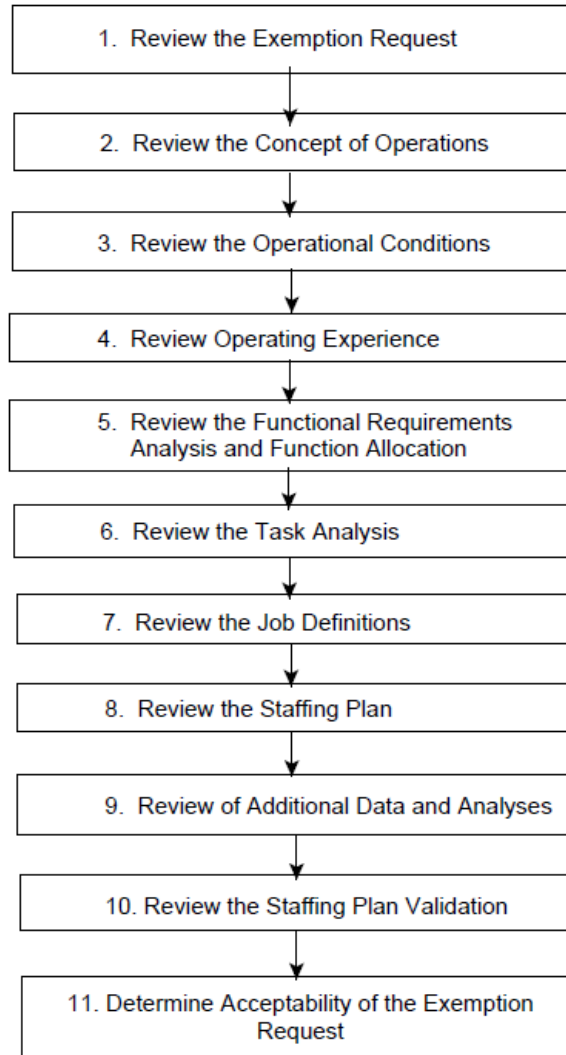 1. Review the Exemption Request
2. Review the Concept of Operations
3. Review the Operational Conditions
4. Review Operating Experience
5. Review the Functional Requirements
Analysis and Function Allocation
6. Review the Task Analysis
7. Review the Job Definitions
8. Review the Staffing Plan
9. Review of Additional Data and Analyses
10. Review the Staffing Plan Validation
11. Determine Acceptability of the Exemption
Request